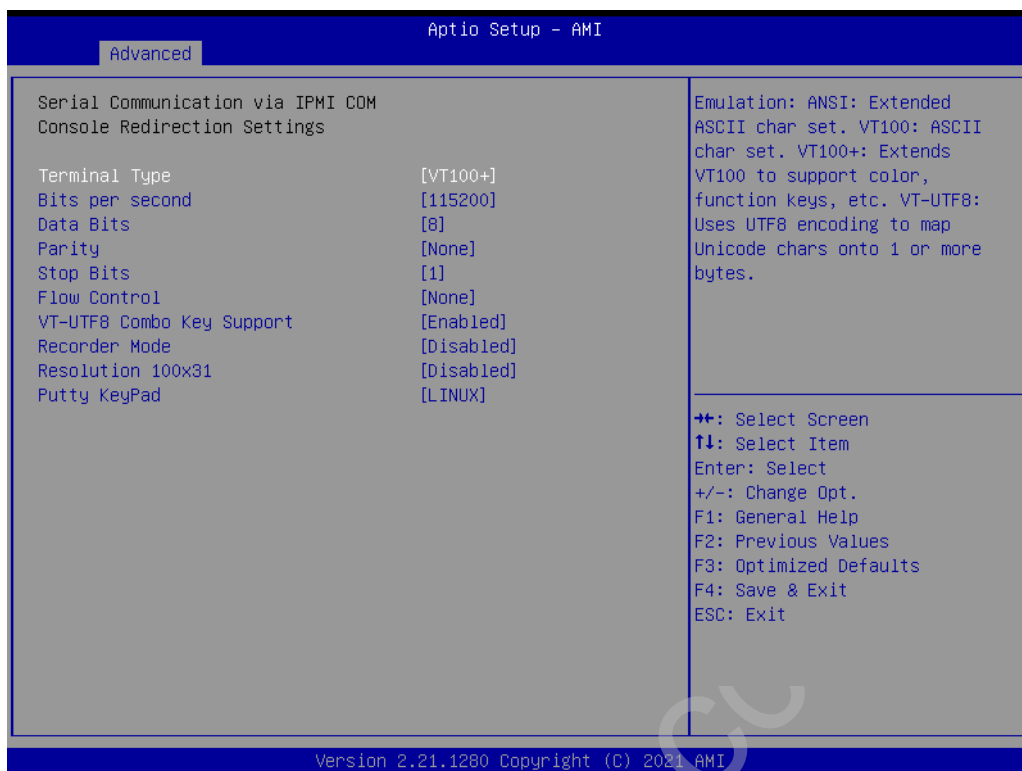 Aptio Setup – AMI
Advanced
Serial Communication via IPMI COM
Console Redirection Settings
Terminal Type [VT100+]
Bits per second [115200]
Data Bits [8]
Parity [None]
Stop Bits [1]
Flow Control [None]
VT-UTF8 Combo Key Support [Enabled]
Recorder Mode [Disabled]
Resolution 100x31 [Disabled]
Putty KeyPad [LINUX]
Emulation: ANSI: Extended
ASCII char set. VT100: ASCII
char set. VT100+: Extends
VT100 to support color,
function keys, etc. VT-UTF8:
Uses UTF8 encoding to map
Unicode chars onto 1 or more
bytes.
→←: Select Screen
↑↓: Select Item
Enter: Select
+/-: Change Opt.
F1: General Help
F2: Previous Values
F3: Optimized Defaults
F4: Save & Exit
ESC: Exit
Version 2.21.1280 Copyright (C) 2021 AMI